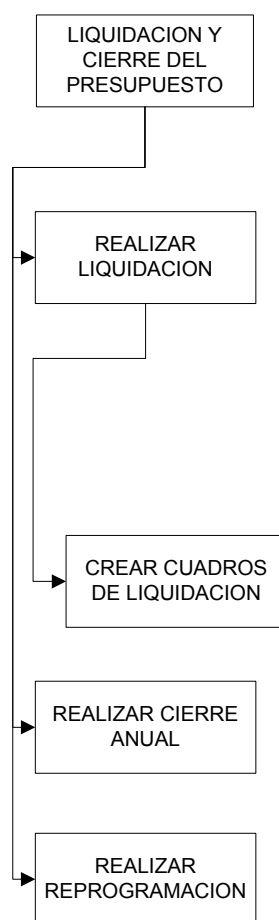 LIQUIDACION Y
CIERRE DEL
PRESUPUESTO
REALIZAR
LIQUIDACION
CREAR CUADROS
DE LIQUIDACION
REALIZAR CIERRE
ANUAL
REALIZAR
REPROGRAMACION